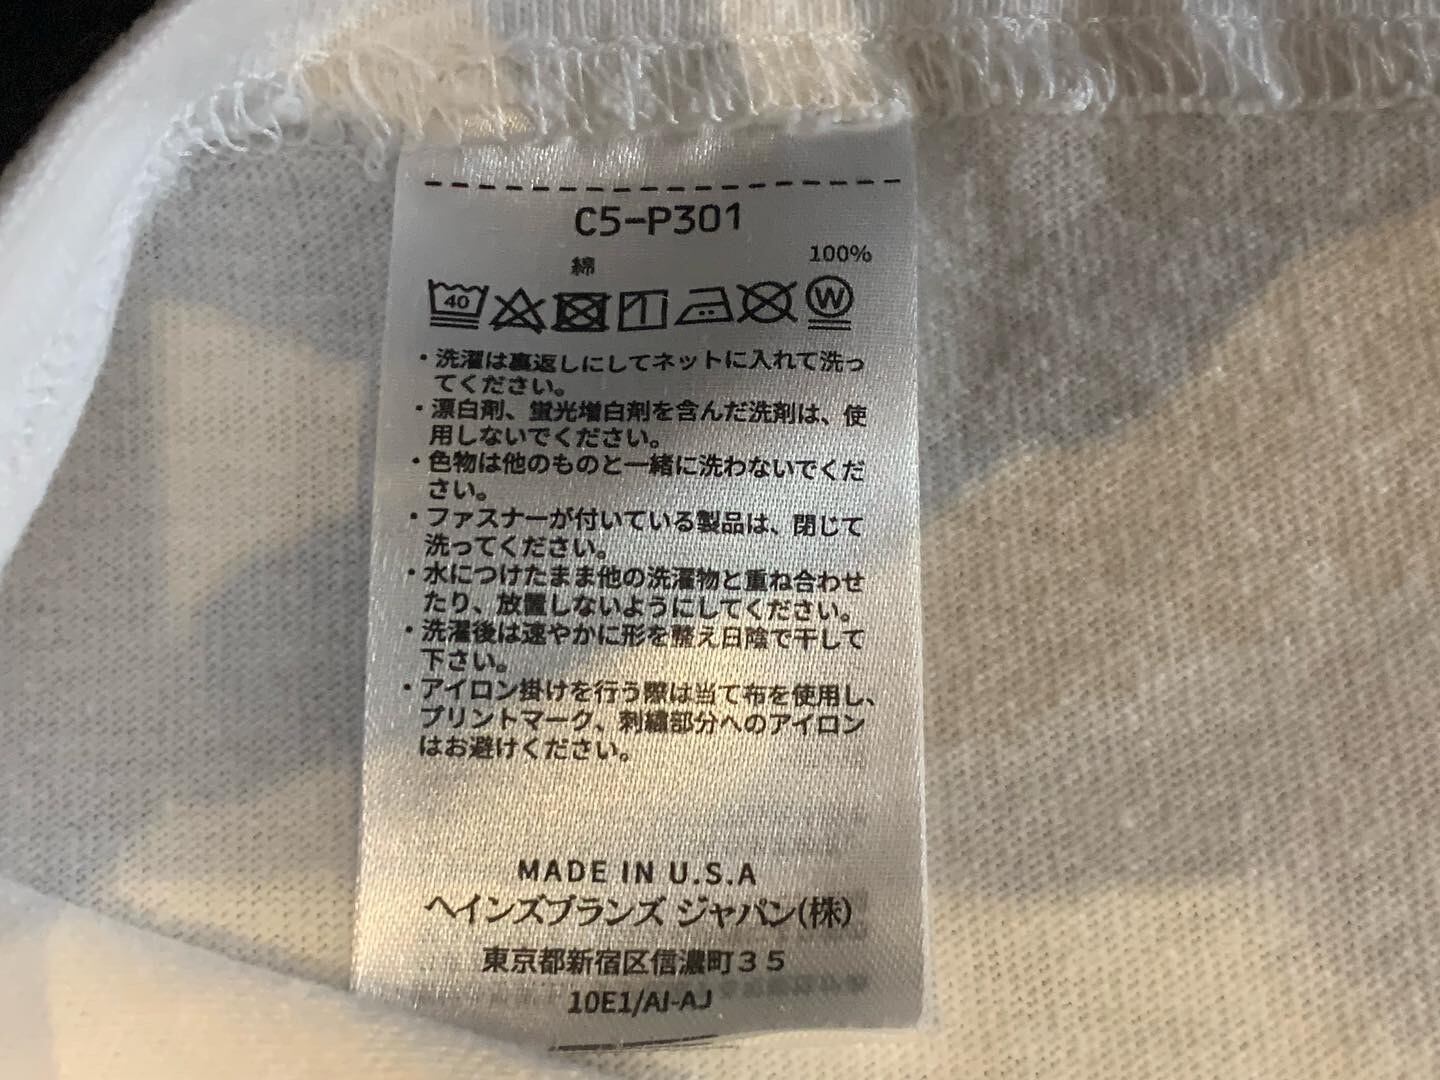 C5-P301
綿 100%
40
W
・洗濯は裏返しにしてネットに入れて洗っ
てください。
・漂白剤、蛍光増白剤を含んだ洗剤は、使
用しないでください。
・色物は他のものと一緒に洗わないでくだ
さい。
・ファスナーが付いている製品は、閉じて
洗ってください。
・水につけたまま他の洗濯物と重ね合わせ
たり、放置しないようにしてください。
・洗濯後は速やかに形を整え日陰で干して
下さい。
・アイロン掛けを行う際は当て布を使用し、
プリントマーク、刺繍部分へのアイロン
はお避けください。
MADE IN U.S.A
ヘインズブランズ ジャパン(株)
東京都新宿区信濃町35
10E1/AI-AJ